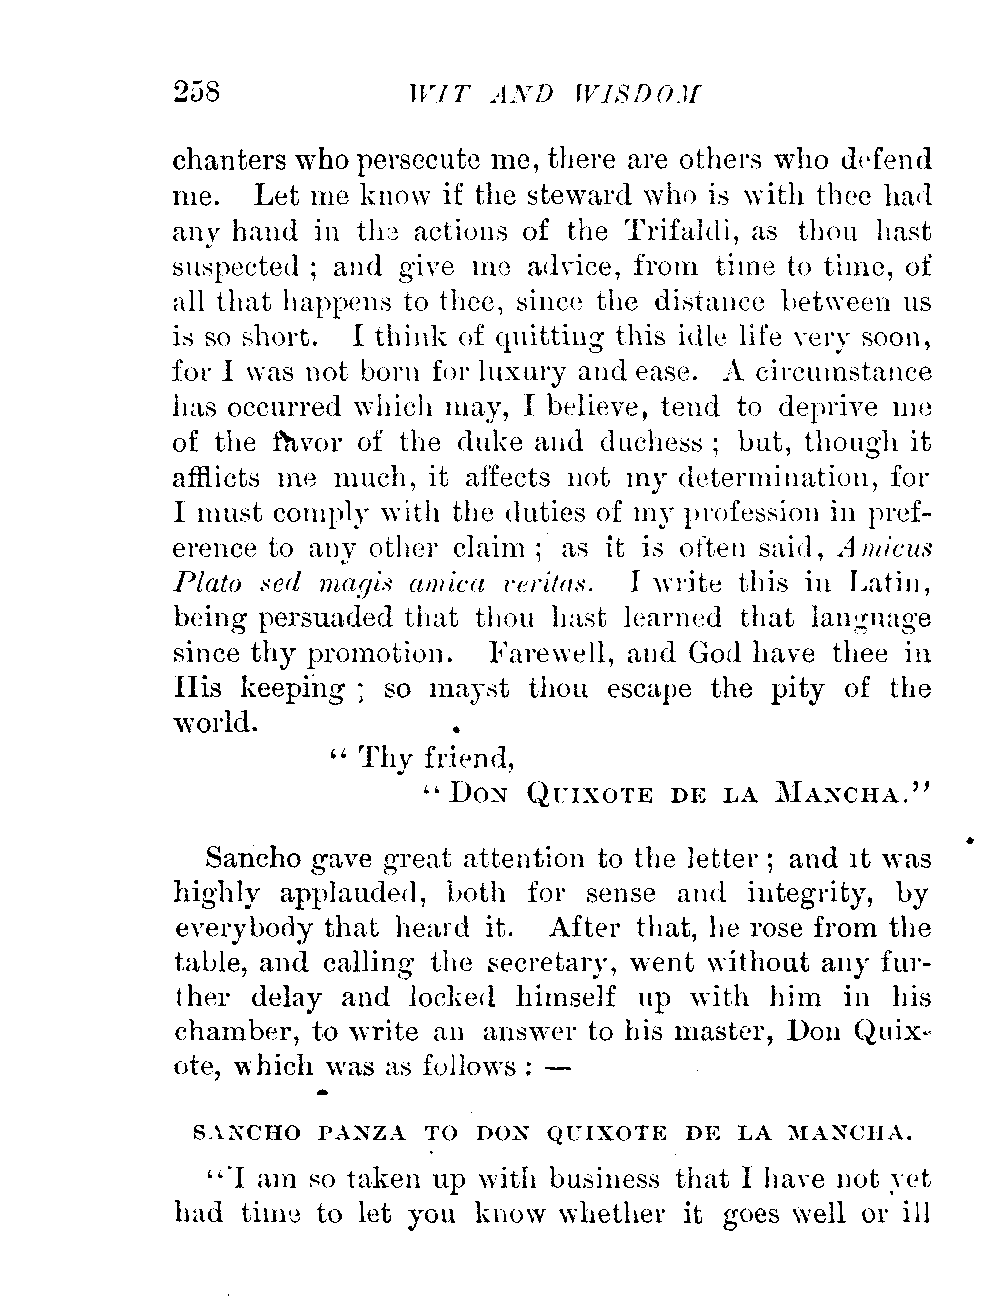 258 WIT AND WISDOM
chanters who persecute me, there are others who defend
me. Let me know if the steward who is with thee had
any hand in the actions of the Trifaldi, as thou hast
suspected ; and give me advice, from time to time, of
all that happens to thee, since the distance between us
is so short. I think of quitting this idle life very soon,
for I was not born for luxury and ease. A circumstance
has occurred which may, I believe, tend to deprive me
of the favor of the duke and duchess ; but, though it
afflicts me much, it affects not my determination, for
I must comply with the duties of my profession in pref-
erence to any other claim ; as it is often said, Amicus
Plato sed magis amica veritas. I write this in Latin,
being persuaded that thou hast learned that language
since thy promotion. Farewell, and God have thee in
His keeping ; so mayst thou escape the pity of the
world.
“ Thy friend,
“ DON QUIXOTE DE LA MANCHA.”
Sancho gave great attention to the letter ; and it was
highly applauded, both for sense and integrity, by
everybody that heard it. After that, he rose from the
table, and calling the secretary, went without any fur-
ther delay and locked himself up with him in his
chamber, to write an answer to his master, Don Quix-
ote, which was as follows : —
SANCHO PANZA TO DON QUIXOTE DE LA MANCHA.
“ I am so taken up with business that I have not yet
had time to let you know whether it goes well or ill